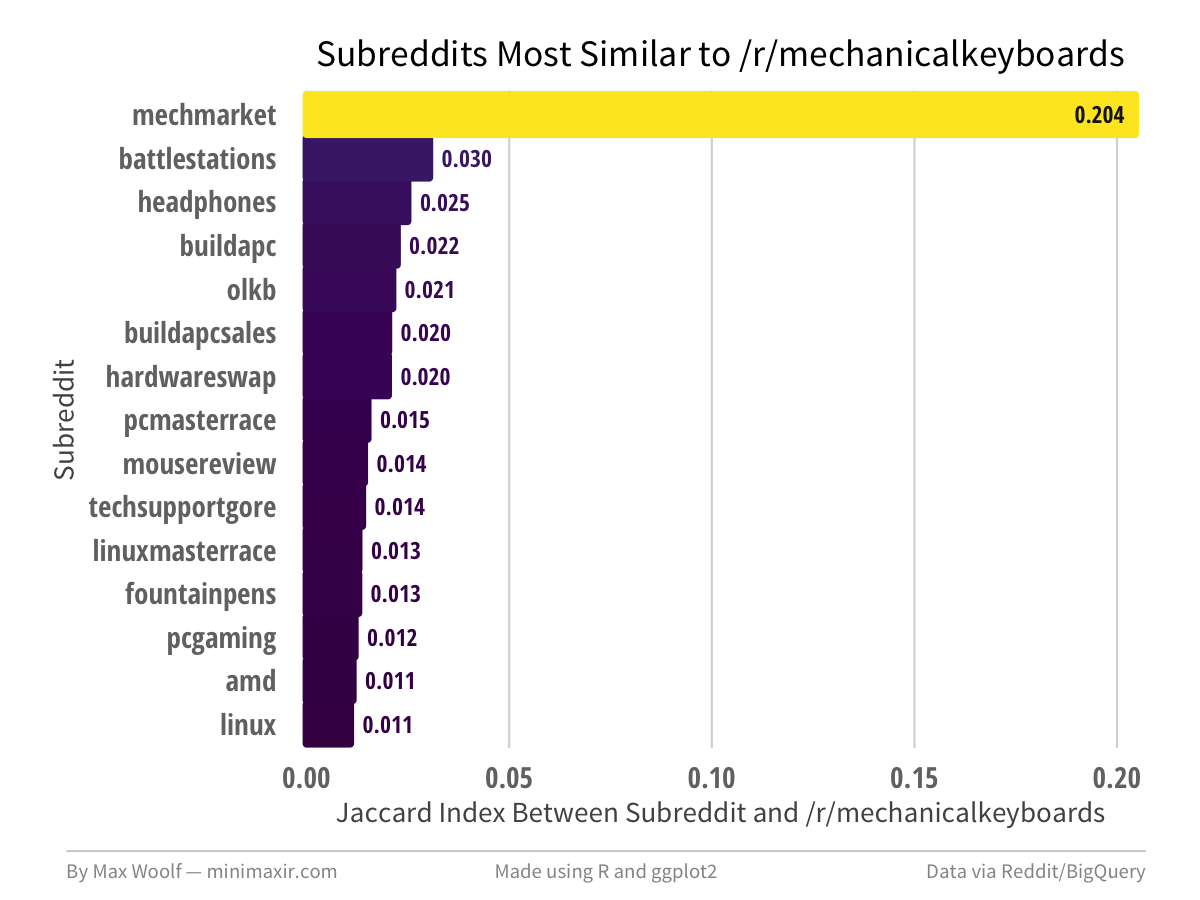 Subreddits Most Similar to /r/mechanicalkeyboards
mechmarket 0.204
battlestations 0.030
headphones 0.025
buildapc 0.022
olkb 0.021
buildapcsales 0.020
hardwareswap 0.020
pcmasterrace 0.015
mousereview 0.014
techsupportgore 0.014
linuxmasterrace 0.013
fountainpens 0.013
pcgaming 0.012
amd 0.011
linux 0.011
Subreddit
0.00 0.05 0.10 0.15 0.20
Jaccard Index Between Subreddit and /r/mechanicalkeyboards
By Max Woolf — minimaxir.com Made using R and ggplot2 Data via Reddit/BigQuery